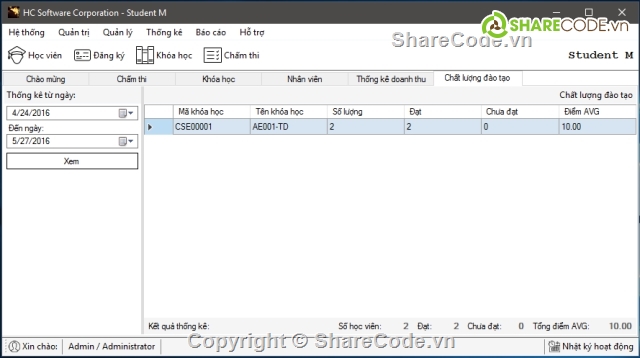 HC Software Corporation - Student M
SHARECODE.vn
Hệ thống Quản trị Quản lý Thống kê Báo cáo Hỗ trợ
ShareCode.vn
Học viên Đăng ký Khóa học Chấm thi Student M
Chào mừng Chấm thi Khóa học Nhân viên Thống kê doanh thu Chất lượng đào tạo
Thống kê từ ngày: Chất lượng đào tạo
4/24/2016
Đến ngày:
5/27/2016
Xem
Mã khóa học Tên khóa học Số lượng Đạt Chưa đạt Điểm AVG
CSE00001 AE001-TD 2 2 0 10.00
Kết quả thống kê: Số học viên: 2 Đạt: 2 Chưa đạt: 0 Tổng điểm AVG: 10.00
Copyright © ShareCode.vn
Xin chào: Admin / Administrator Nhật ký hoạt động